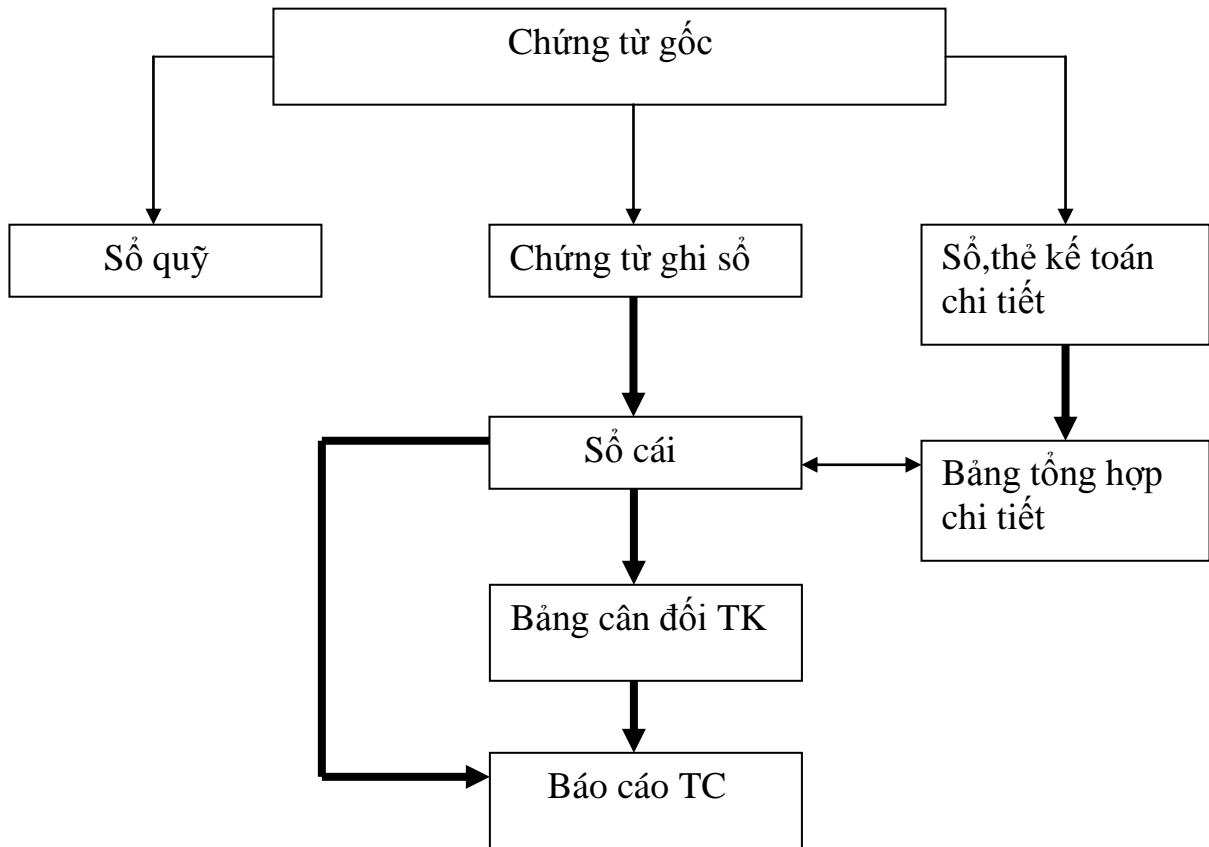 Chứng từ gốc
Sổ quỹ
Chứng từ ghi sổ
Sổ,thẻ kế toán
chi tiết
Sổ cái
Bảng tổng hợp
chi tiết
Bảng cân đối TK
Báo cáo TC